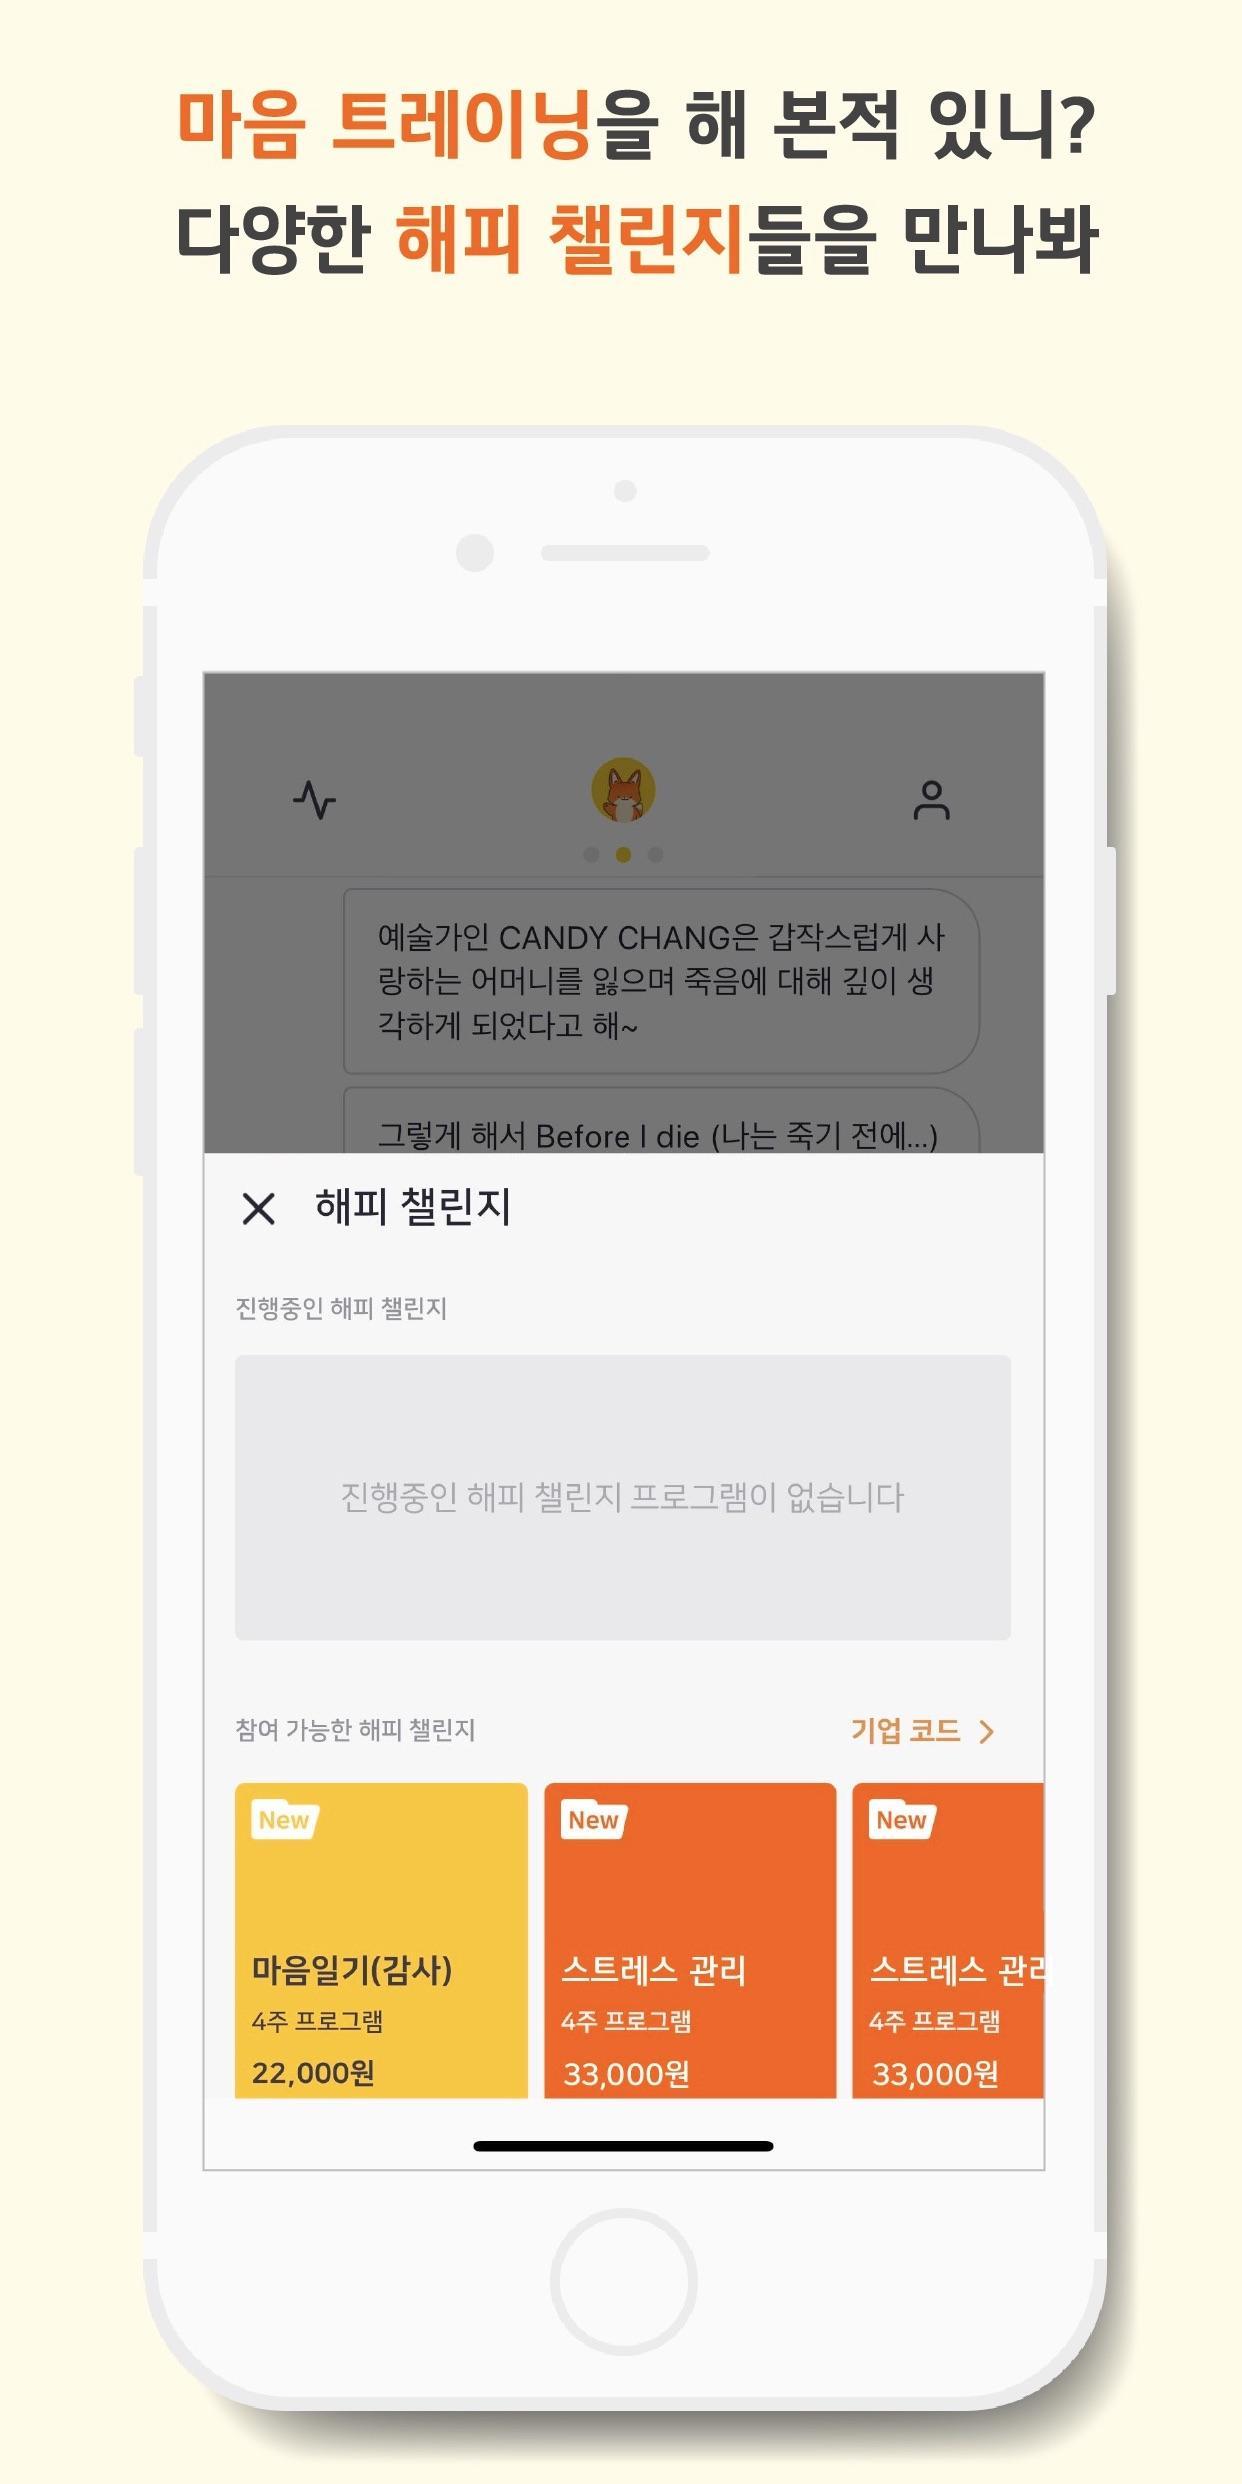 마음 트레이닝을 해 본적 있니?
다양한 해피 챌린지들을 만나봐
예술가인 CANDY CHANG은 갑작스럽게 사
랑하는 어머니를 잃으며 죽음에 대해 깊이 생
각하게 되었다고 해~
그렇게 해서 Before I die (나는 죽기 전에...)
해피 챌린지
진행중인 해피 챌린지
진행중인 해피 챌린지 프로그램이 없습니다
참여 가능한 해피 챌린지
기업 코드
New
마음일기(감사)
4주 프로그램
22,000원
New
스트레스 관리
4주 프로그램
33,000원
New
스트레스 관리
4주 프로그램
33,000원